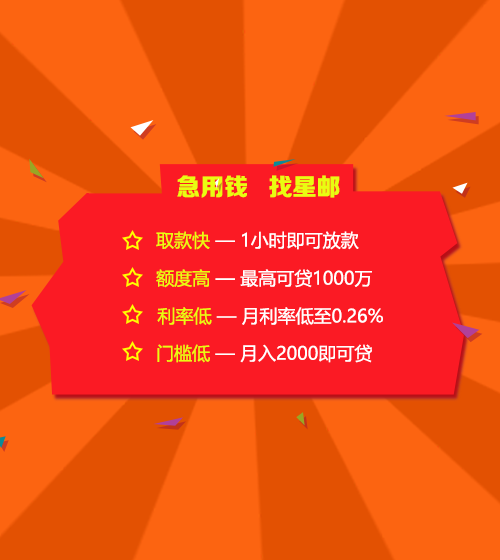 急用钱 找星邮
取款快 — 1小时即可放款
额度高 — 最高可贷1000万
利率低 — 月利率低至0.26%
门槛低 — 月入2000即可贷